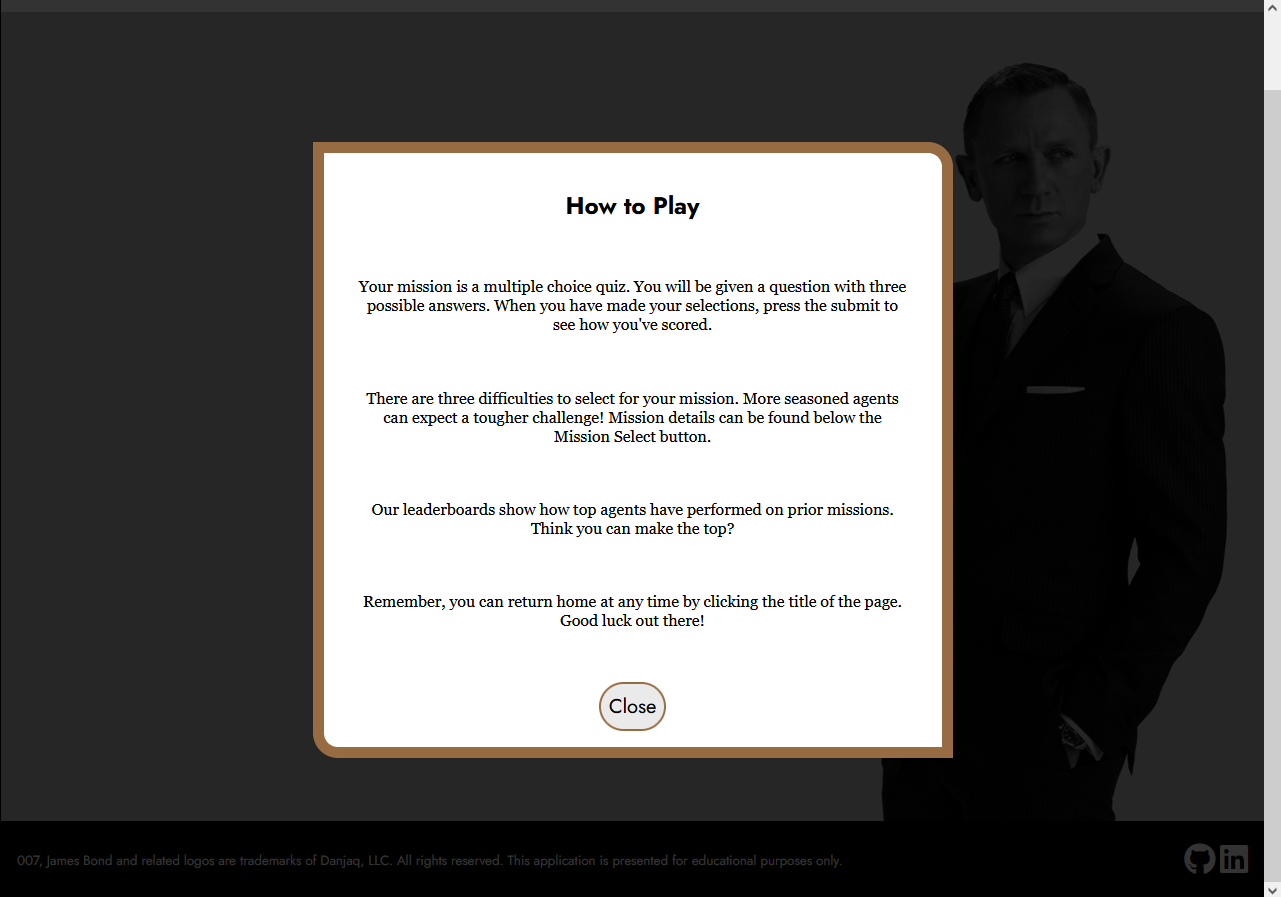 How to Play
Your mission is a multiple choice quiz. You will be given a question with three
possible answers. When you have made your selections, press the submit to
see how you've scored.
There are three difficulties to select for your mission. More seasoned agents
can expect a tougher challenge! Mission details can be found below the
Mission Select button.
Our leaderboards show how top agents have performed on prior missions.
Think you can make the top?
Remember, you can return home at any time by clicking the title of the page.
Good luck out there!
Close
007, James Bond and related logos are trademarks of Danjaq, LLC. All rights reserved. This application is presented for educational purposes only.
in